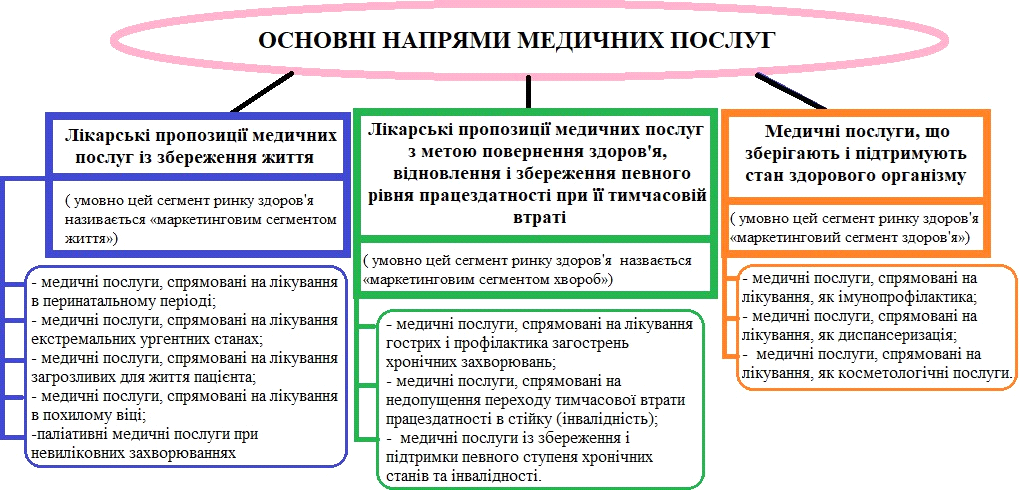 ОСНОВНІ НАПРЯМИ МЕДИЧНИХ ПОСЛУГ
Лікарські пропозиції медичних
послуг із збереження життя
( умовно цей сегмент ринку здоров'я
називається «маркетинговим сегментом
життя»)
- медичні послуги, спрямовані на лікування
в перинатальному періоді;
- медичні послуги, спрямовані на лікування
екстремальних ургентних станах;
- медичні послуги, спрямовані на лікування
загрозливих для життя пацієнта;
- медичні послуги, спрямовані на лікування
в похилому віці;
-паліативні медичні послуги при
невиліковних захворюваннях
Лікарські пропозиції медичних послуг
з метою повернення здоров'я,
відновлення і збереження певного
рівня працездатності при її тимчасовій
втраті
( умовно цей сегмент ринку здоров'я назвається
«маркетинговим сегментом хвороб»)
- медичні послуги, спрямовані на лікування
гострих і профілактика загострень
хронічних захворювань;
- медичні послуги, спрямовані на
недопущення переходу тимчасової втрати
працездатності в стійку (інвалідність);
- медичні послуги із збереження і
підтримки певного ступеня хронічних
станів та інвалідності.
Медичні послуги, що
зберігають і підтримують
стан здорового організму
( умовно цей сегмент ринку здоров'я
«маркетинговий сегмент здоров'я»)
- медичні послуги, спрямовані на
лікування, як імунопрофілактика;
- медичні послуги, спрямовані на
лікування, як диспансеризація;
- медичні послуги, спрямовані на
лікування, як косметологічні послуги.